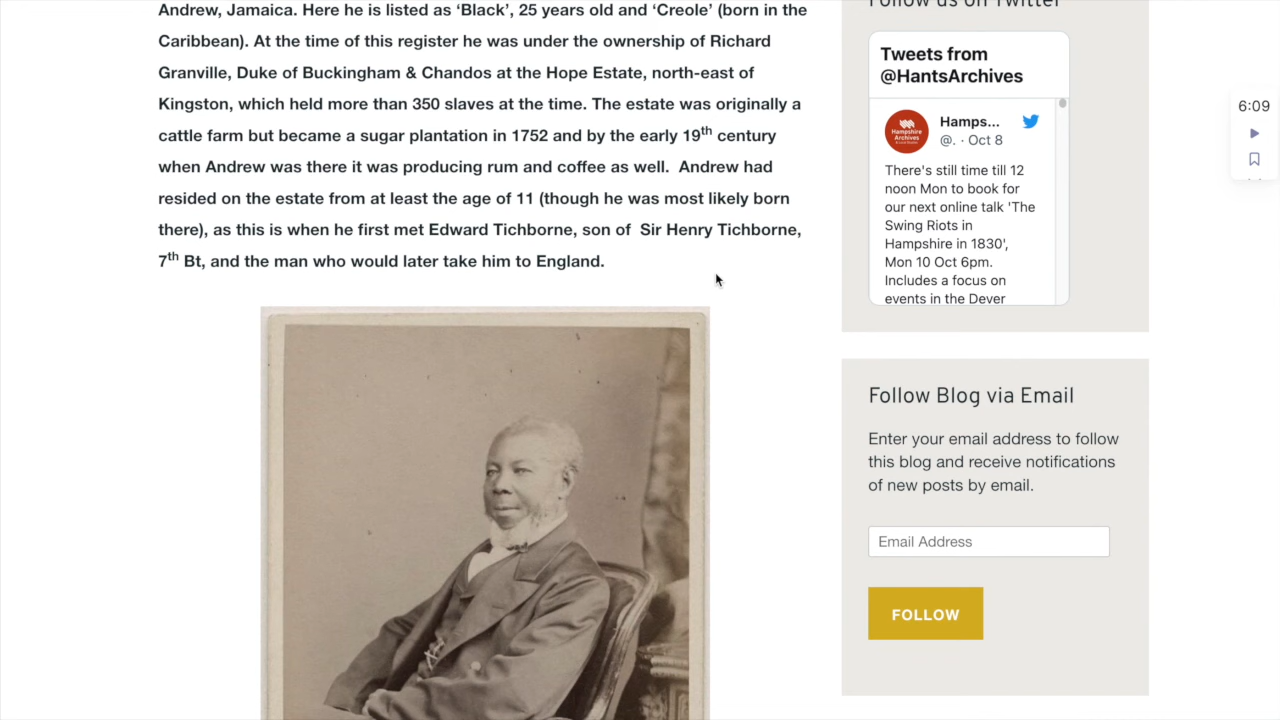 Andrew, Jamaica. Here he is listed as ‘Black’, 25 years old and ‘Creole’ (born in the
Caribbean). At the time of this register he was under the ownership of Richard
Granville, Duke of Buckingham & Chandos at the Hope Estate, north-east of
Kingston, which held more than 350 slaves at the time. The estate was originally a
cattle farm but became a sugar plantation in 1752 and by the early 19th century
when Andrew was there it was producing rum and coffee as well. Andrew had
resided on the estate from at least the age of 11 (though he was most likely born
there), as this is when he first met Edward Tichborne, son of Sir Henry Tichborne,
7th Bt, and the man who would later take him to England.
Follow us on Twitter
Tweets from
@HantsArchives
Hamps...
@. · Oct 8
There's still time till 12
noon Mon to book for
our next online talk 'The
Swing Riots in
Hampshire in 1830',
Mon 10 Oct 6pm.
Includes a focus on
events in the Dever
Follow Blog via Email
Enter your email address to follow
this blog and receive notifications
of new posts by email.
Email Address
FOLLOW
6:09